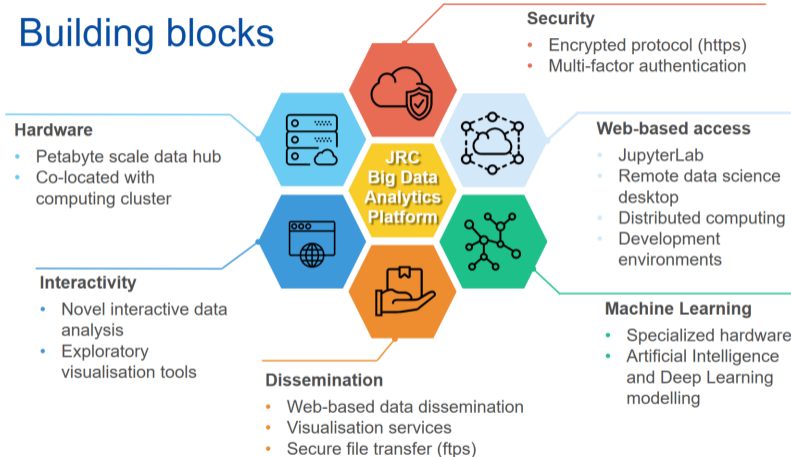 Building blocks
Security
• Encrypted protocol (https)
• Multi-factor authentication
Hardware
• Petabyte scale data hub
• Co-located with
computing cluster
JRC
Big Data
Analytics
Platform
Web-based access
• JupyterLab
• Remote data science
desktop
• Distributed computing
• Development
environments
Interactivity
• Novel interactive data
analysis
• Exploratory
visualisation tools
Machine Learning
• Specialized hardware
• Artificial Intelligence
and Deep Learning
modelling
Dissemination
• Web-based data dissemination
• Visualisation services
• Secure file transfer (ftps)